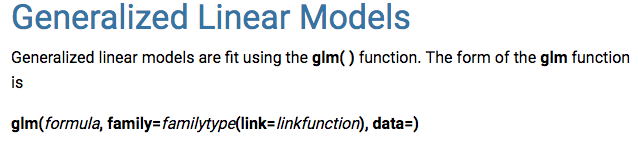 Generalized Linear Models
Generalized linear models are fit using the glm( ) function. The form of the glm function
is
glm(formula, family=familytype(link=linkfunction), data=)